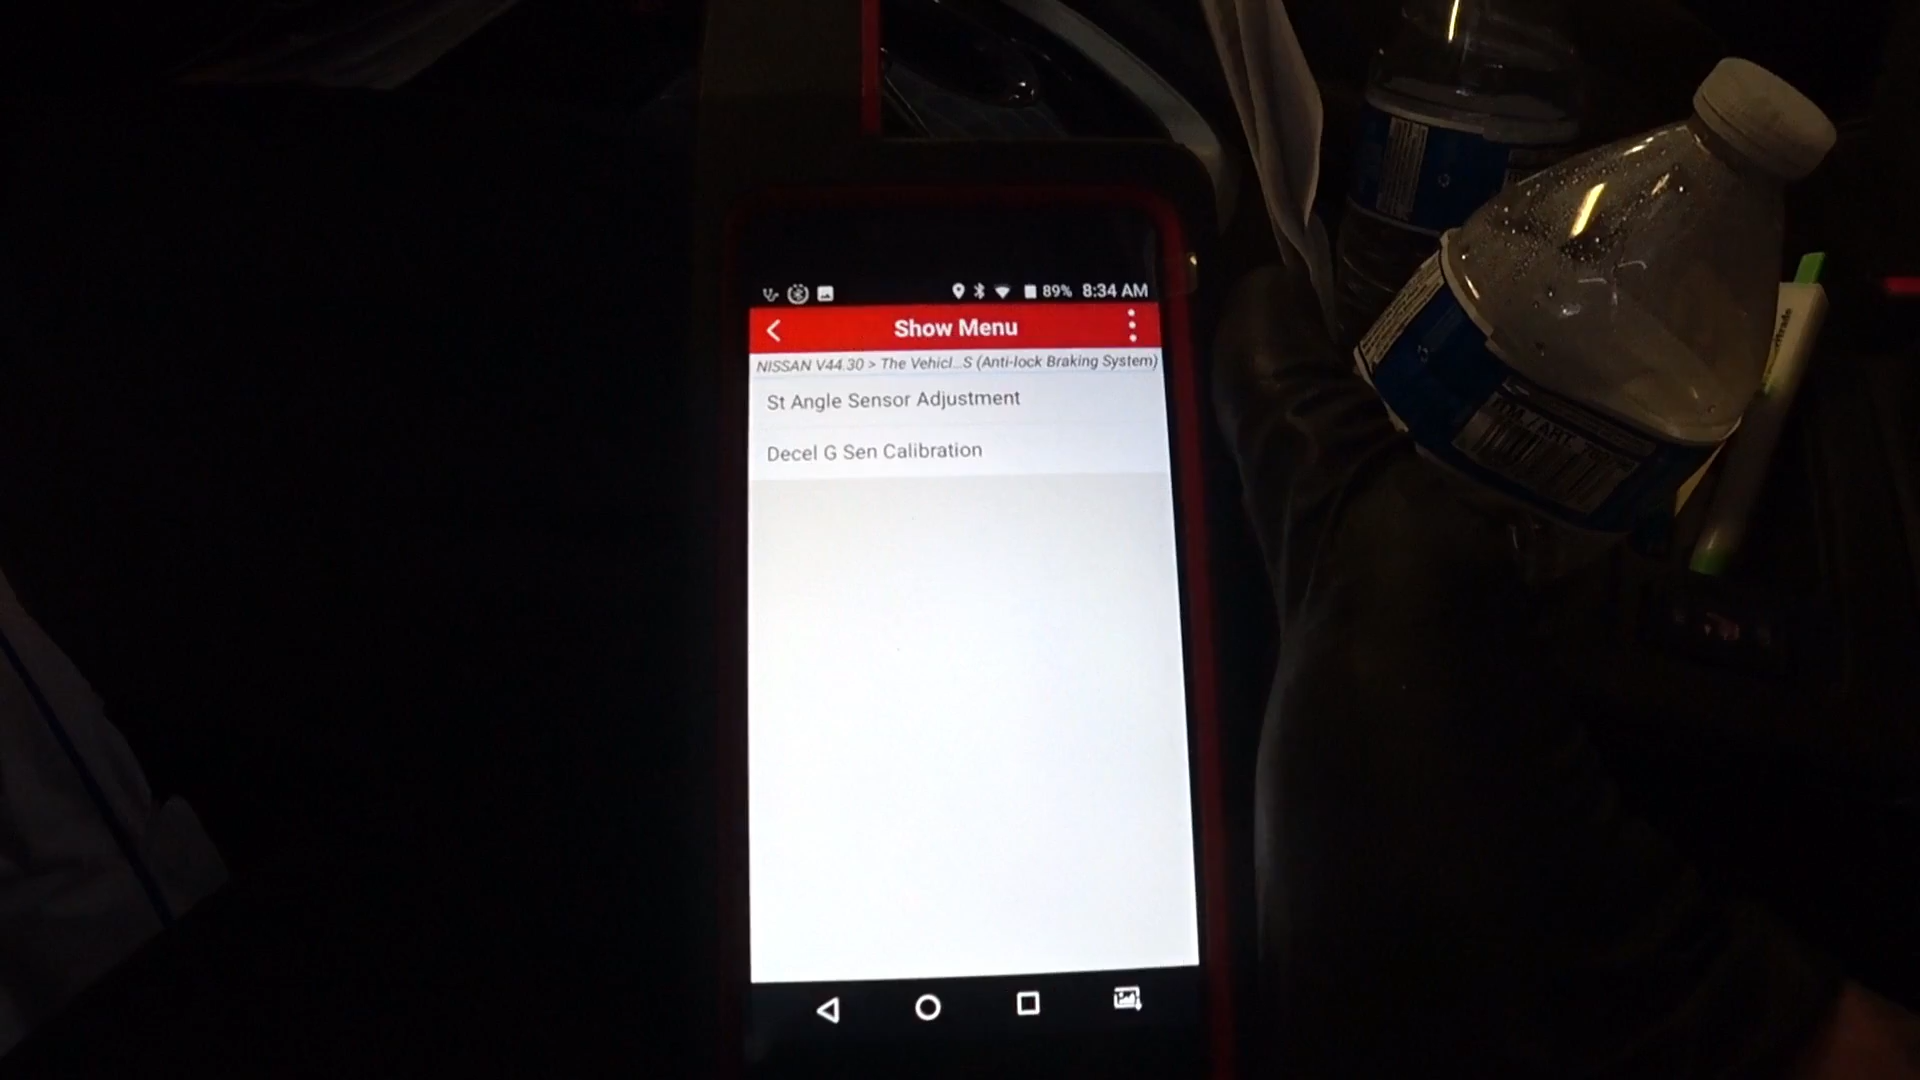 89% 8:34 AM
Show Menu
NISSAN V44.30 > The Vehicl...S (Anti-lock Braking System)
St Angle Sensor Adjustment
Decel G Sen Calibration